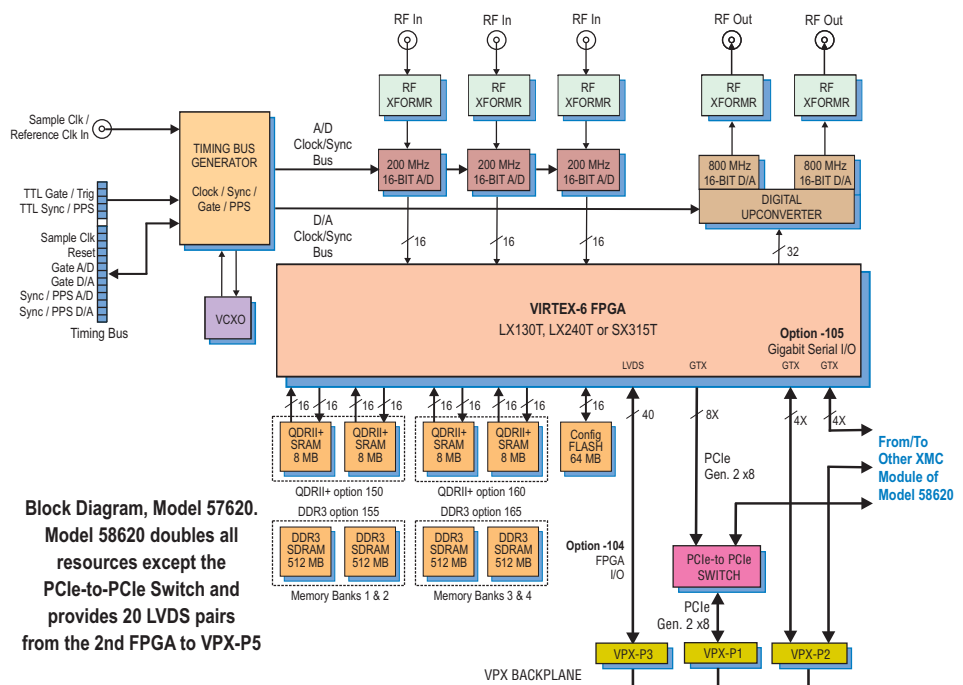 RF In
RF In
RF In
RF Out
RF Out
RF
XFORMR
RF
XFORMR
RF
XFORMR
RF
XFORMR
RF
XFORMR
Sample Clk /
Reference Clk In
TIMING BUS
GENERATOR
Clock / Sync /
Gate / PPS
A/D
Clock/Sync
Bus
200 MHz
16-BIT A/D
200 MHz
16-BIT A/D
200 MHz
16-BIT A/D
800 MHz
16-BIT D/A
800 MHz
16-BIT D/A
DIGITAL
UPCONVERTER
TTL Gate / Trig
TTL Sync / PPS
Sample Clk
Reset
Gate A/D
Gate D/A
Sync / PPS A/D
Sync / PPS D/A
Timing Bus
D/A
Clock/Sync
Bus
16
16
16
32
VCXO
VIRTEX-6 FPGA
LX130T, LX240T or SX315T
Option -105
Gigabit Serial I/O
LVDS
GTX
GTX
GTX
16
16
16
16
16
16
16
16
16
40
8X
4X
4X
QDRII+
SRAM
8 MB
QDRII+
SRAM
8 MB
QDRII+
SRAM
8 MB
QDRII+
SRAM
8 MB
Config
FLASH
64 MB
QDRII+ option 150
QDRII+ option 160
DDR3 option 155
DDR3 option 165
DDR3
SDRAM
512 MB
DDR3
SDRAM
512 MB
DDR3
SDRAM
512 MB
DDR3
SDRAM
512 MB
Memory Banks 1 & 2
Memory Banks 3 & 4
PCIe
Gen. 2 x8
From/To
Other XMC
Module of
Model 58620
Option -104
FPGA
I/O
PCIe-to PCIe
SWITCH
PCIe
Gen. 2 x8
Block Diagram, Model 57620.
Model 58620 doubles all
resources except the
PCIe-to-PCIe Switch and
provides 20 LVDS pairs
from the 2nd FPGA to VPX-P5
VPX-P3
VPX-P1
VPX-P2
VPX BACKPLANE